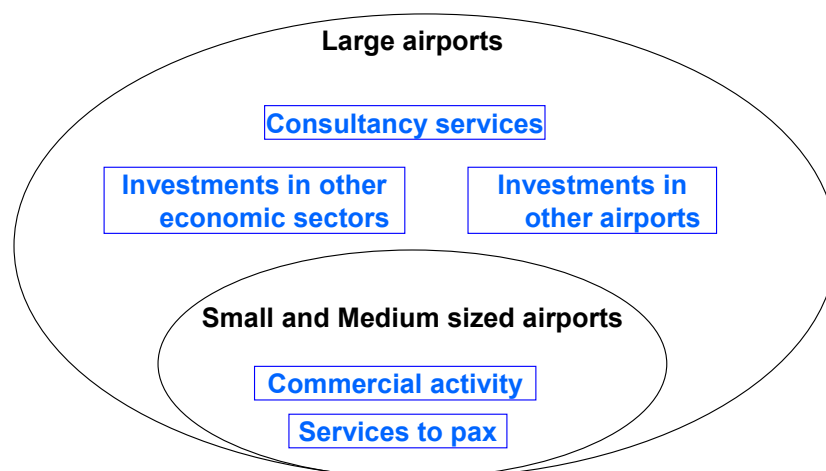 Large airports
Consultancy services
Investments in other
economic sectors
Investments in
other airports
Small and Medium sized airports
Commercial activity
Services to pax